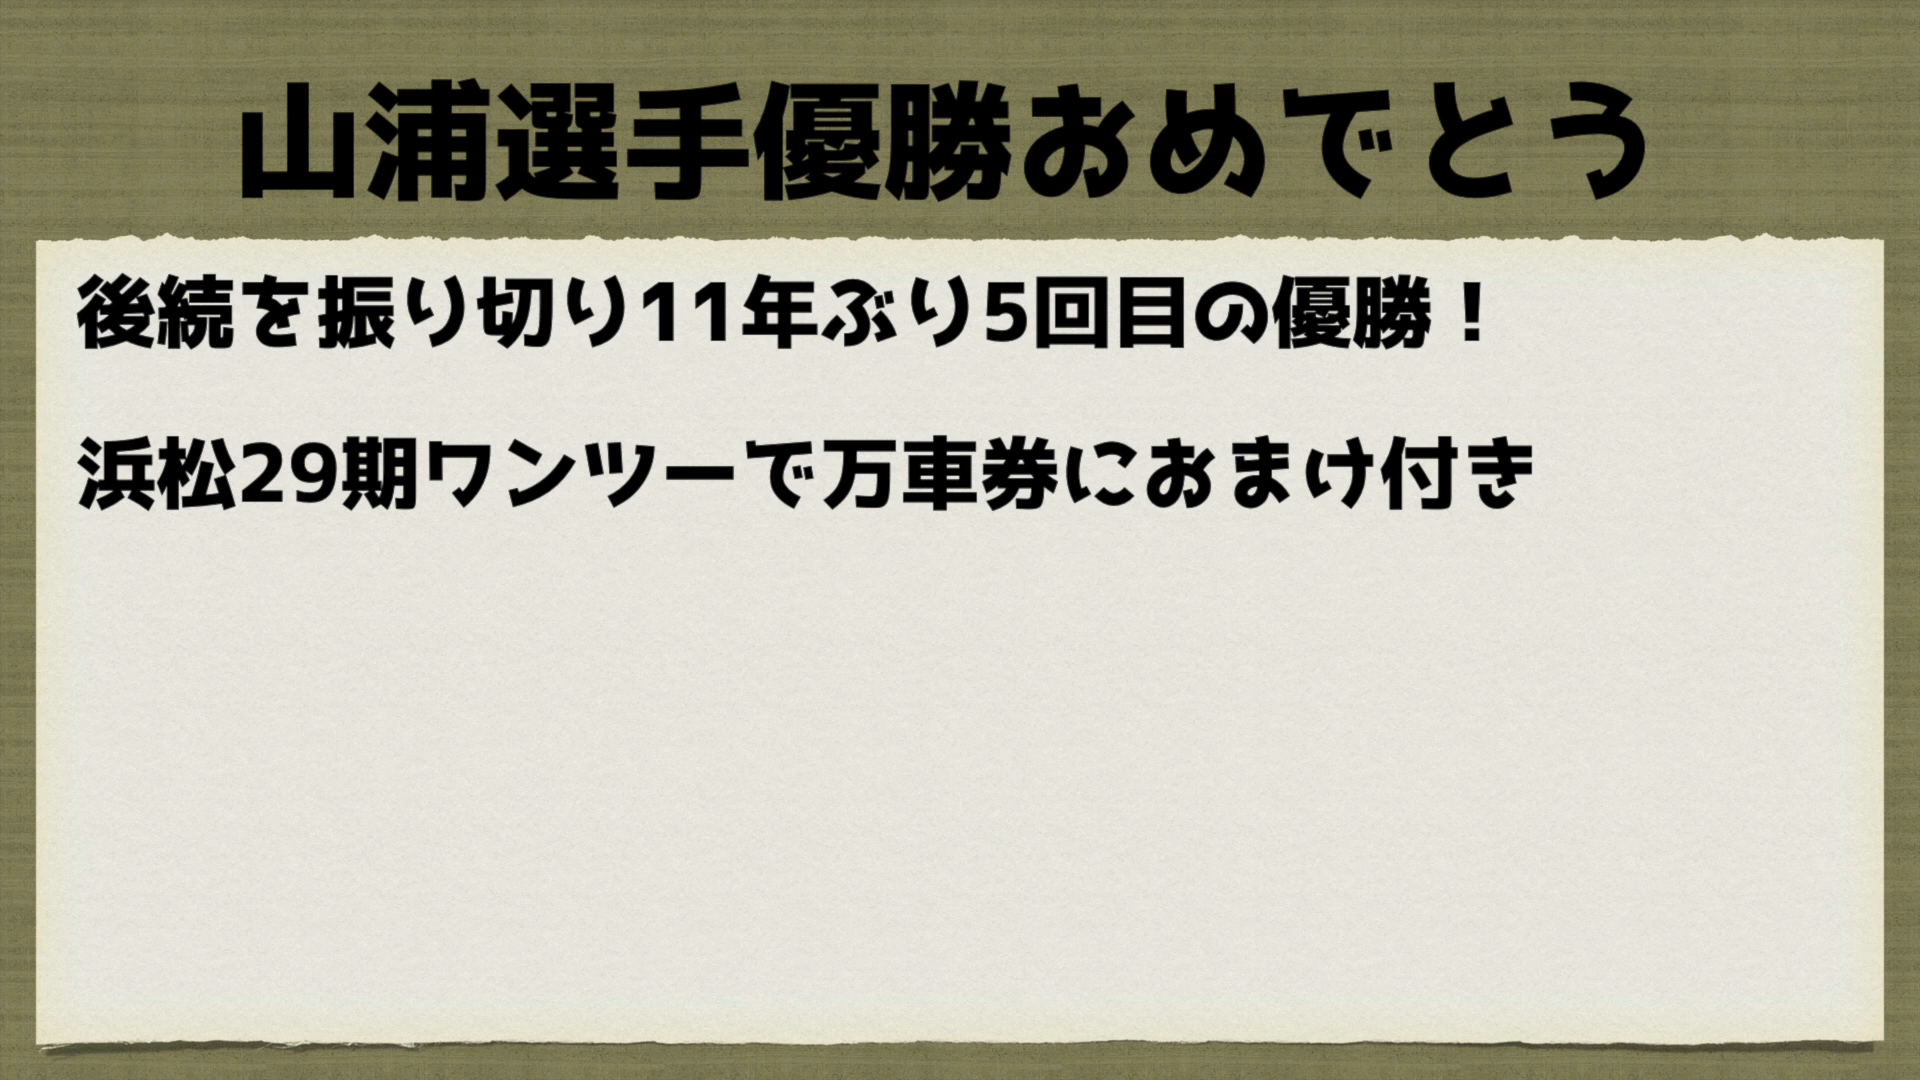 山浦選手優勝おめでとう
後続を振り切り11年ぶり5回目の優勝！
浜松29期ワンツーで万車券におまけ付き